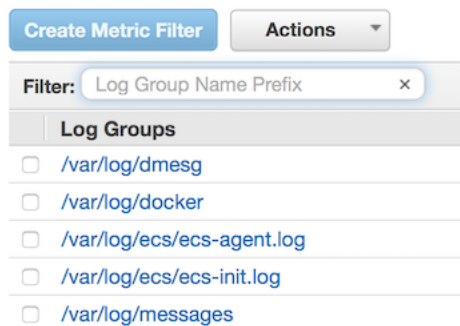 Create Metric Filter Actions
Filter: Log Group Name Prefix ×
Log Groups
/var/log/dmesg
/var/log/docker
/var/log/ecs/ecs-agent.log
/var/log/ecs/ecs-init.log
/var/log/messages